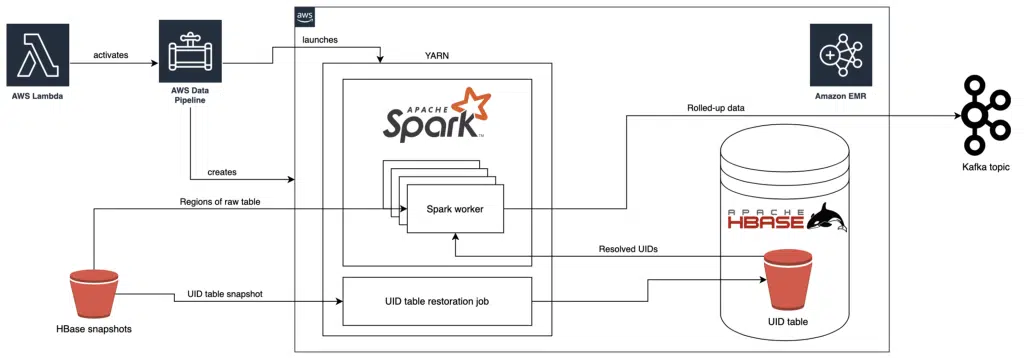 aws
launches
YARN
activates
AWS Lambda
AWS Data
Pipeline
APACHE
Spark™
Amazon EMR
Rolled-up data
Kafka topic
creates
Regions of raw table
Spark worker
APACHE
HBASE
Resolved UIDs
UID table snapshot
UID table restoration job
HBase snapshots
UID table